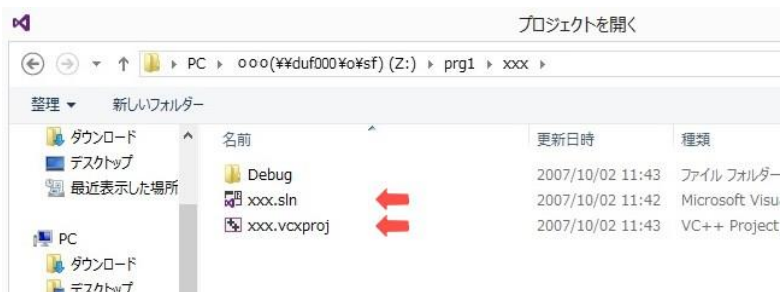 プロジェクトを開く
PC ooo(¥¥duf000¥o¥sf) (Z:) prg1 xxx
整理 新しいフォルダー
ダウンロード
デスクトップ
最近表示した場所
PC
ダウンロード
デスクトップ
名前 更新日時 種類
Debug 2007/10/02 11:43 ファイル フォルダー
xxx.sln 2007/10/02 11:42 Microsoft Visu
xxx.vcxproj 2007/10/02 11:43 VC++ Project